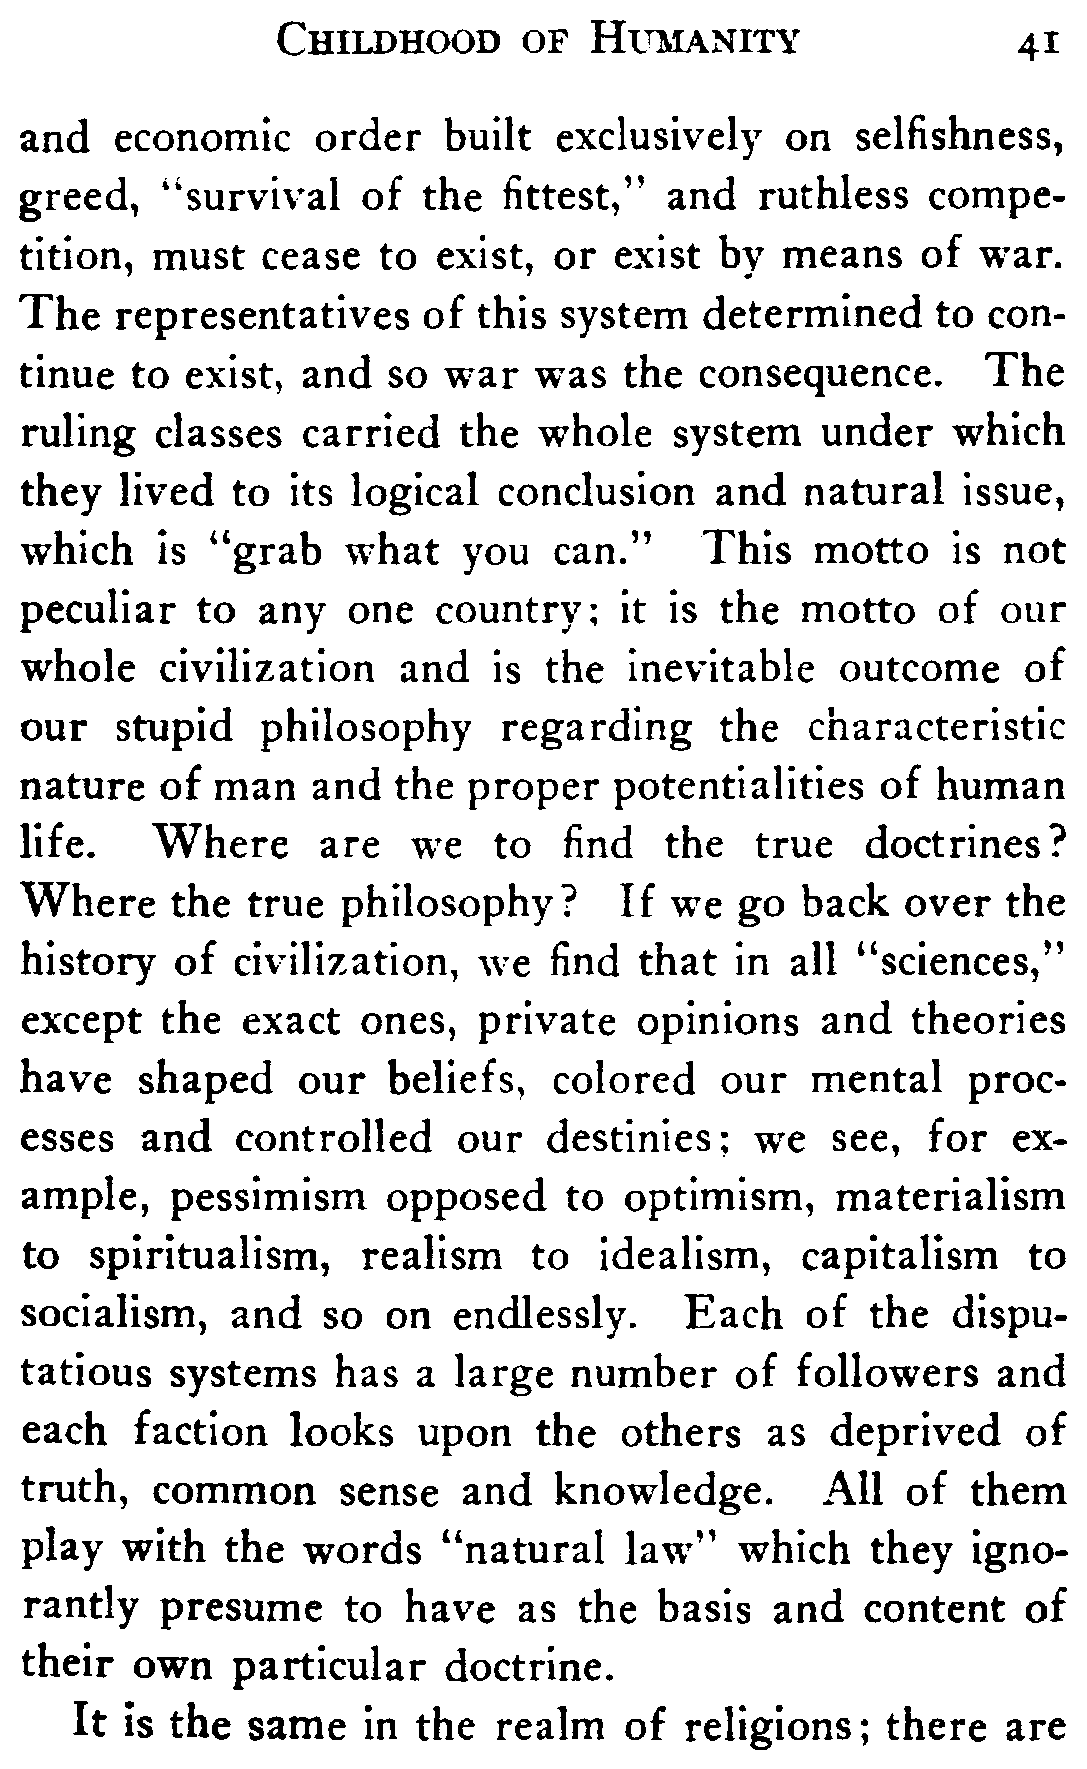 Childhood of Humanity 41
and economic order built exclusively on selfishness,
greed, "survival of the fittest," and ruthless compe-
tition, must cease to exist, or exist by means of war.
The representatives of this system determined to con-
tinue to exist, and so war was the consequence. The
ruling classes carried the whole system under which
they lived to its logical conclusion and natural issue,
which is "grab what you can." This motto is not
peculiar to any one country; it is the motto of our
whole civilization and is the inevitable outcome of
our stupid philosophy regarding the characteristic
nature of man and the proper potentialities of human
life. Where are we to find the true doctrines?
Where the true philosophy? If we go back over the
history of civilization, we find that in all "sciences,"
except the exact ones, private opinions and theories
have shaped our beliefs, colored our mental proc-
esses and controlled our destinies; we see, for ex-
ample, pessimism opposed to optimism, materialism
to spiritualism, realism to idealism, capitalism to
socialism, and so on endlessly. Each of the dispu-
tatious systems has a large number of followers and
each faction looks upon the others as deprived of
truth, common sense and knowledge. All of them
play with the words "natural law" which they igno-
rantly presume to have as the basis and content of
their own particular doctrine.
It is the same in the realm of religions; there are